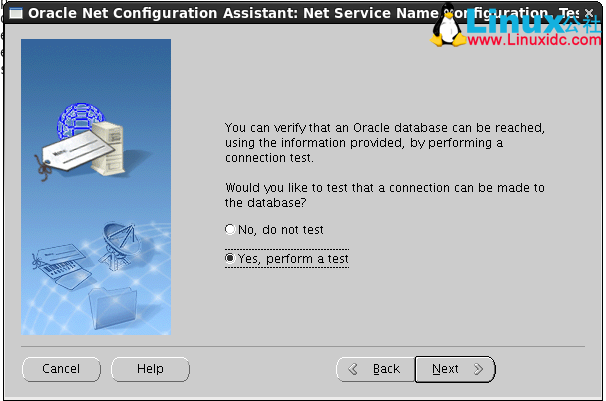 Oracle Net Configuration Assistant: Net Service Name Configuration, Tes
Linux公社
www.Linuxidc.com
You can verify that an Oracle database can be reached,
using the information provided, by performing a
connection test.
Would you like to test that a connection can be made to
the database?
No, do not test
Yes, perform a test
Cancel
Help
Back
Next